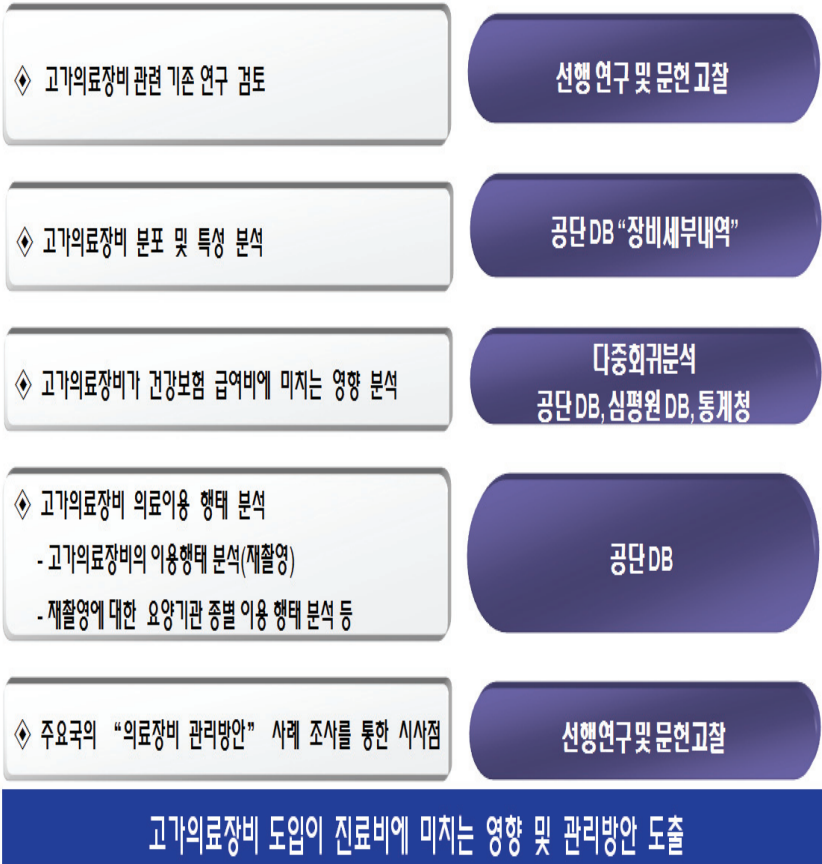 ◈ 고가의료장비 관련 기존 연구 검토
선행 연구 및 문헌 고찰
◈ 고가의료장비 분포 및 특성 분석
공단 DB “장비세부내역”
◈ 고가의료장비가 건강보험 급여비에 미치는 영향 분석
다중회귀분석
공단 DB, 심평원 DB, 통계청
◈ 고가의료장비 의료이용 행태 분석
- 고가의료장비의 이용행태 분석(재촬영)
- 재촬영에 대한 요양기관 종별 이용 행태 분석 등
공단 DB
◈ 주요국의 “의료장비 관리방안” 사례 조사를 통한 시사점
선행연구 및 문헌고찰
고가의료장비 도입이 진료비에 미치는 영향 및 관리방안 도출